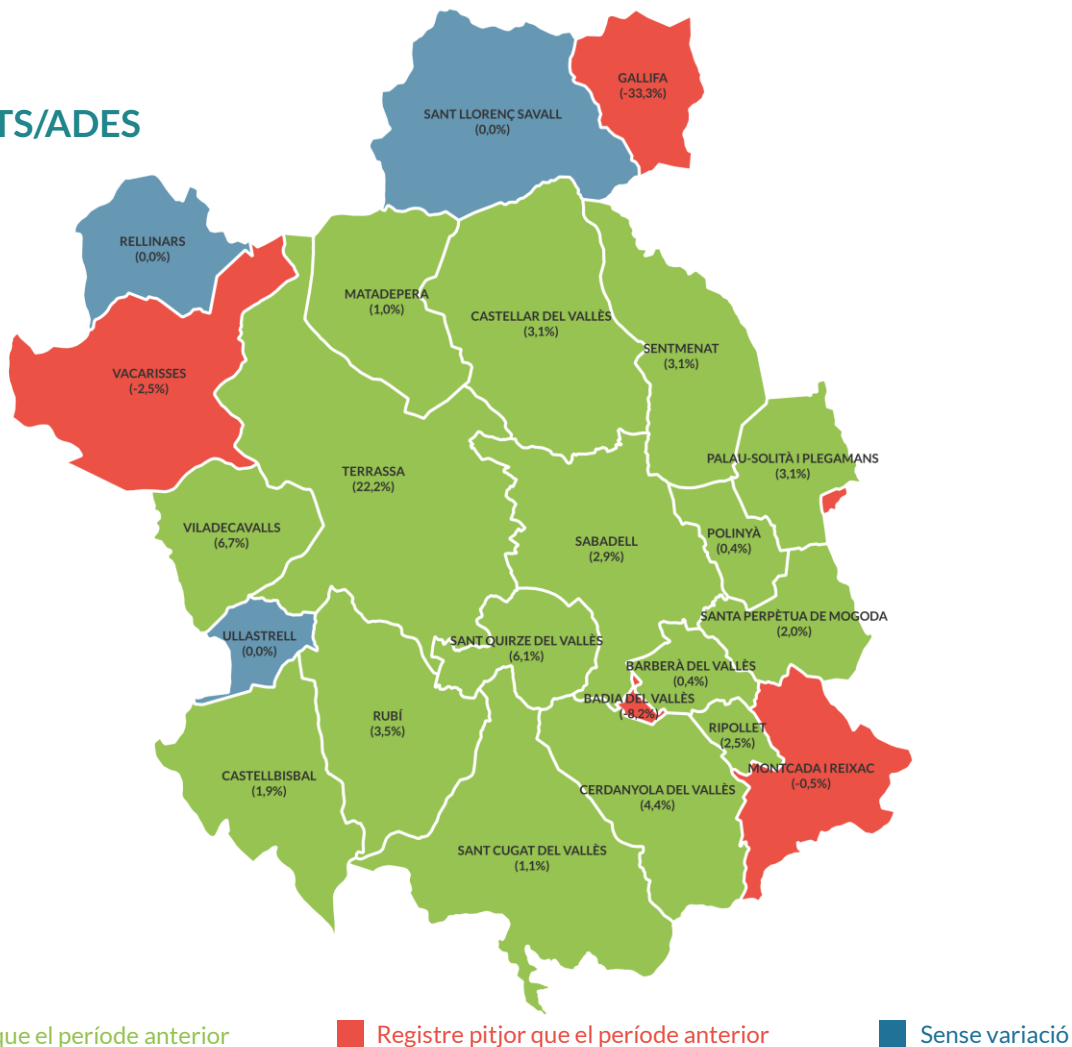 GALLIFA
(-33,3%)
SANT LLORENÇ SAVALL
(0,0%)
TS/ADES
RELLINARS
(0,0%)
MATADEPERA
(1,0%)
CASTELLAR DEL VALLÈS
(3,1%)
SENTMENAT
(3,1%)
VACARISSES
(-2,5%)
PALAU-SOLITÀ I PLEGAMANS
(3,1%)
TERRASSA
(22,2%)
VILADECAVALLS
(6,7%)
SABADELL
(2,9%)
POLINYÀ
(0,4%)
SANTA PERPÈTUA DE MOGODA
(2,0%)
ULLASTRELL
(0,0%)
SANT QUIRZE DEL VALLÈS
(6,1%)
BARBERÀ DEL VALLÈS
(0,4%)
BADIA DEL VALLÈS
(-8,2%)
RUBÍ
(3,5%)
RIPOLLET
(2,5%)
MONTCADA I REIXAC
(-0,5%)
CASTELLBISBAL
(1,9%)
CERDANYOLA DEL VALLÈS
(4,4%)
SANT CUGAT DEL VALLÈS
(1,1%)
que el període anterior
Registre pitjor que el període anterior
Sense variació